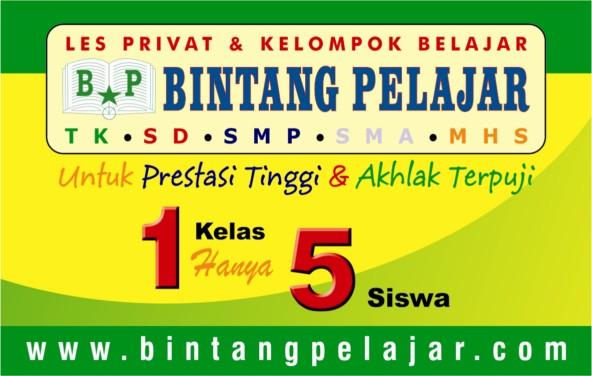 LES PRIVAT & KELOMPOK BELAJAR
B P BINTANG PELAJAR
TK • SD • SMP • SMA • MHS
Untuk Prestasi Tinggi & Akhlak Terpuji
1 Kelas
Hanya 5 Siswa
www.bintangpelajar.com